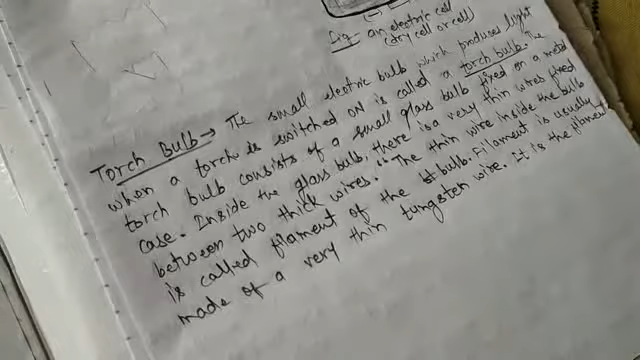 Fig: an electric cell
(dry cell or cell)
Torch Bulb → The small electric bulb which produces light
when a torch is switched on is called a torch bulb. The
torch bulb consists of a small glass bulb fixed on a metal
case. Inside the glass bulb, there is a very thin wires fixed
between two thick wires. "The thin wire inside the bulb
is called filament of the bulb. Filament is usually
made of a very thin tungsten wire. It is the filament